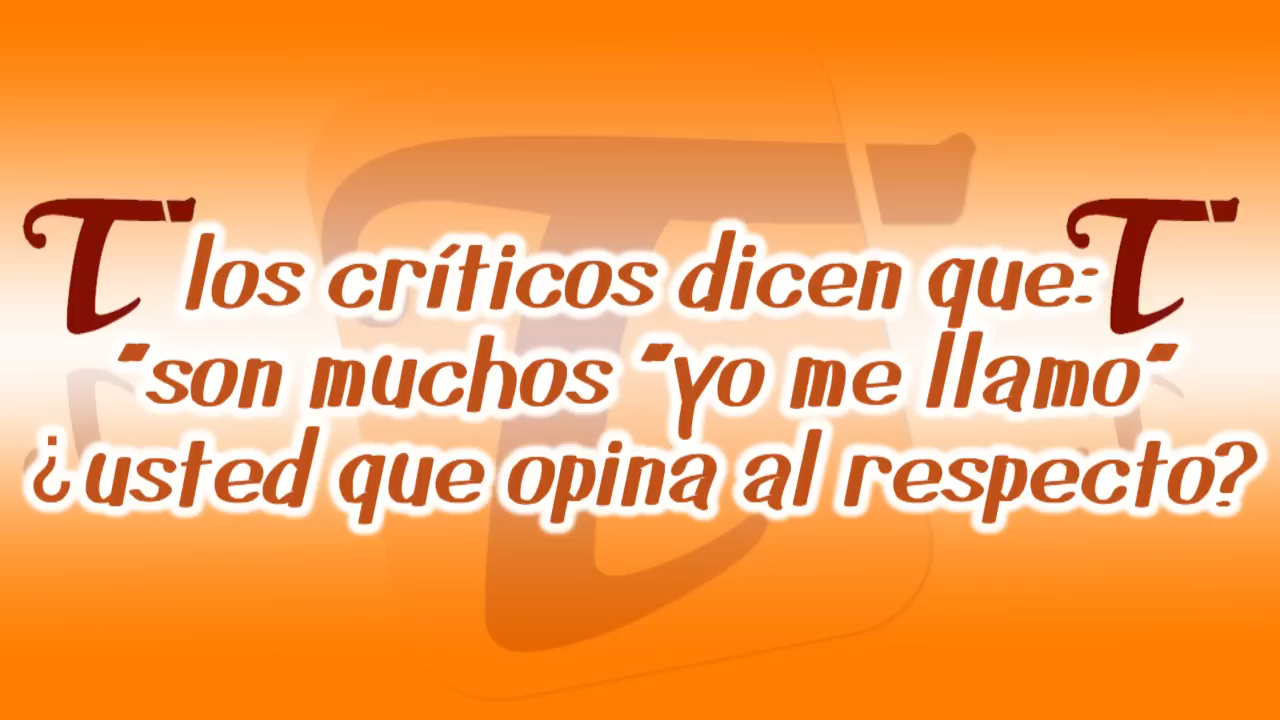 T los críticos dicen que: T
"son muchos "yo me llamo"
¿usted que opina al respecto?